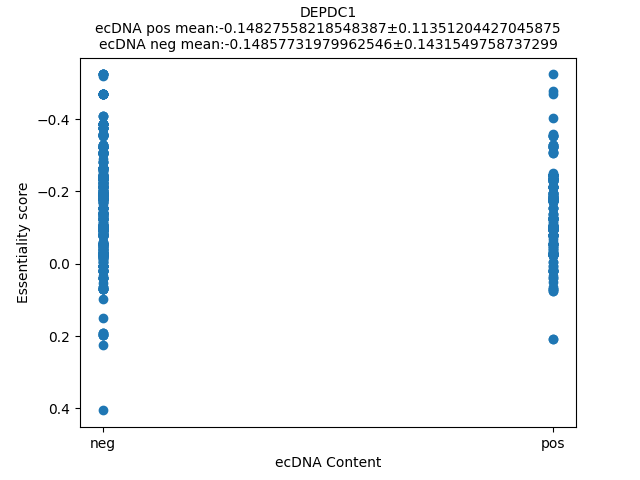 DEPDC1
ecDNA pos mean:-0.14827558218548387±0.11351204427045875
ecDNA neg mean:-0.14857731979962546±0.1431549758737299
−0.4
−0.2
0.0
0.2
0.4
Essentiality score
neg
pos
ecDNA Content